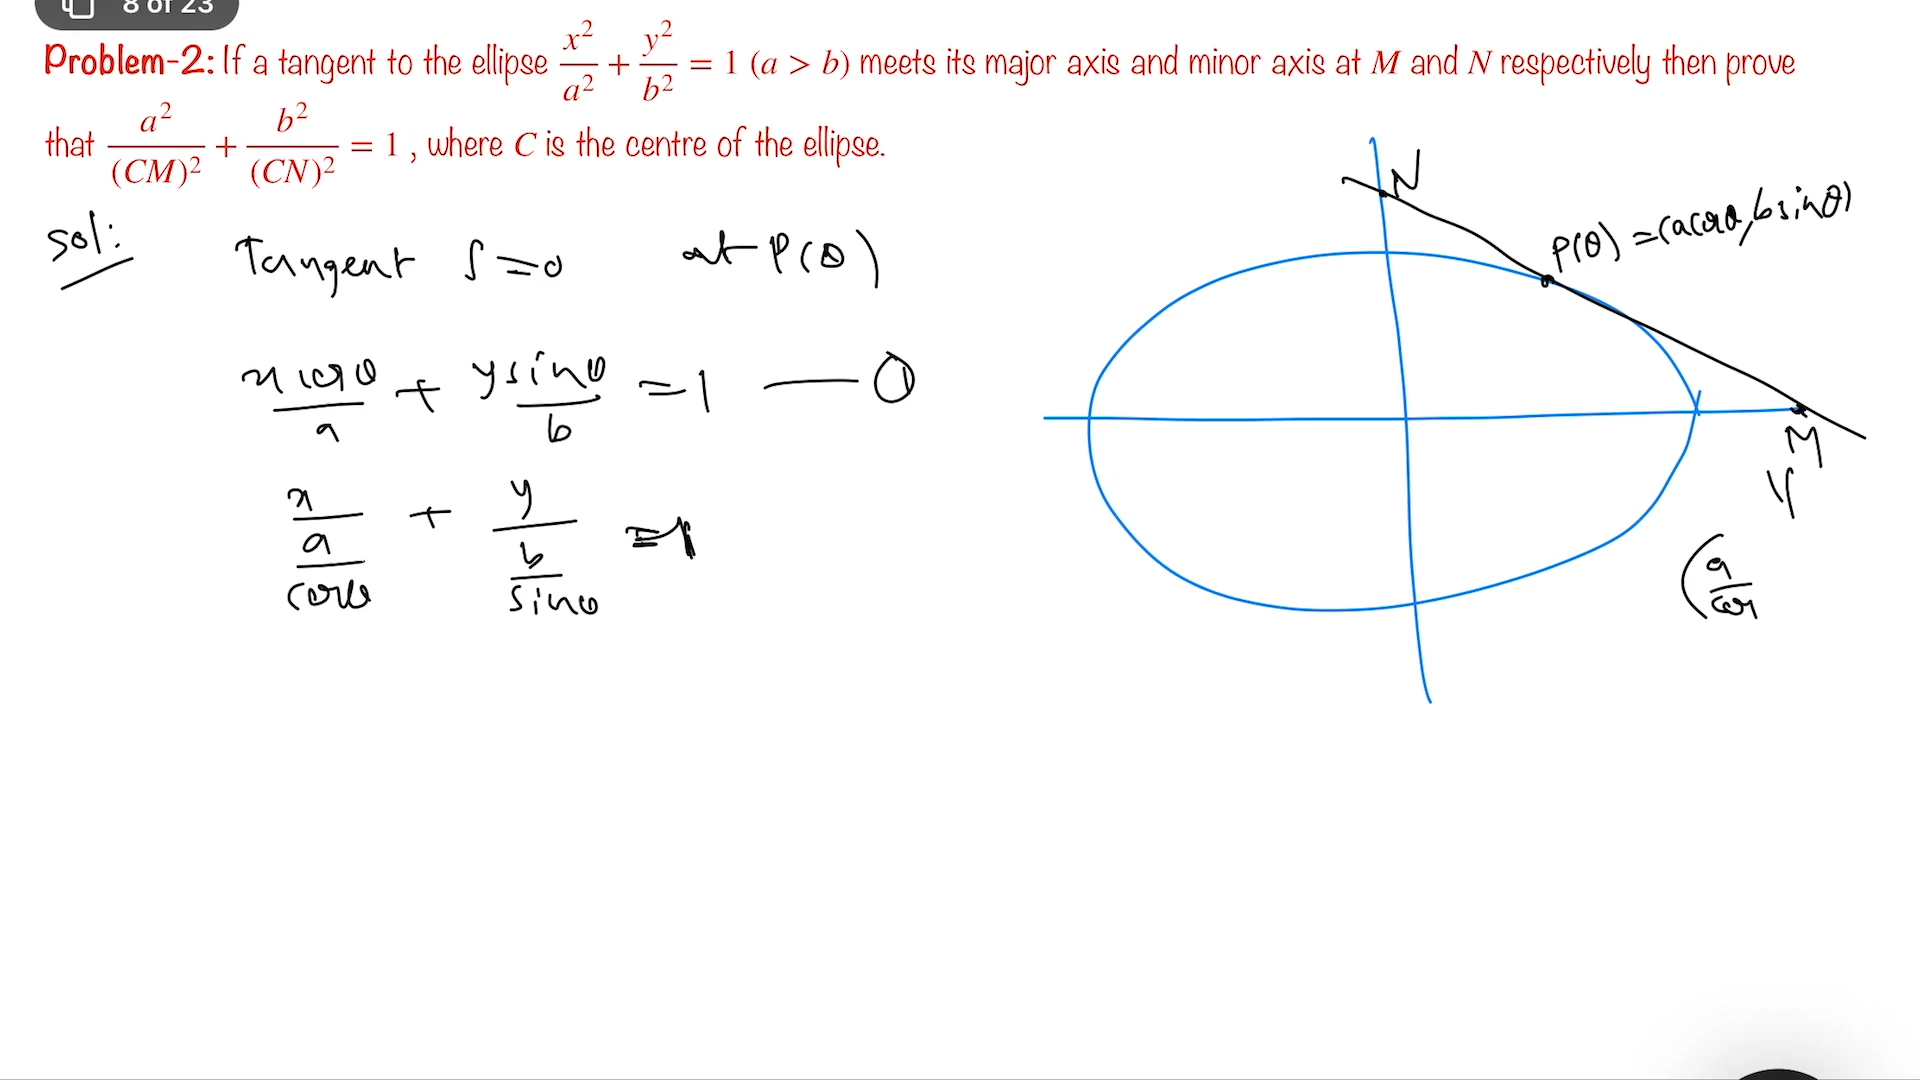 8 of 23
Problem-2: If a tangent to the ellipse x²/a² + y²/b² = 1 (a > b) meets its major axis and minor axis at M and N respectively then prove
that a²/(CM)² + b²/(CN)² = 1 , where C is the centre of the ellipse.
Sol: Tangent S=0 at P(θ)
x cosθ/a + y sinθ/b = 1 — ①
x/(a/cosθ) + y/(b/sinθ) = 1
N
P(θ) = (a cosθ, b sinθ)
M
(a/cos